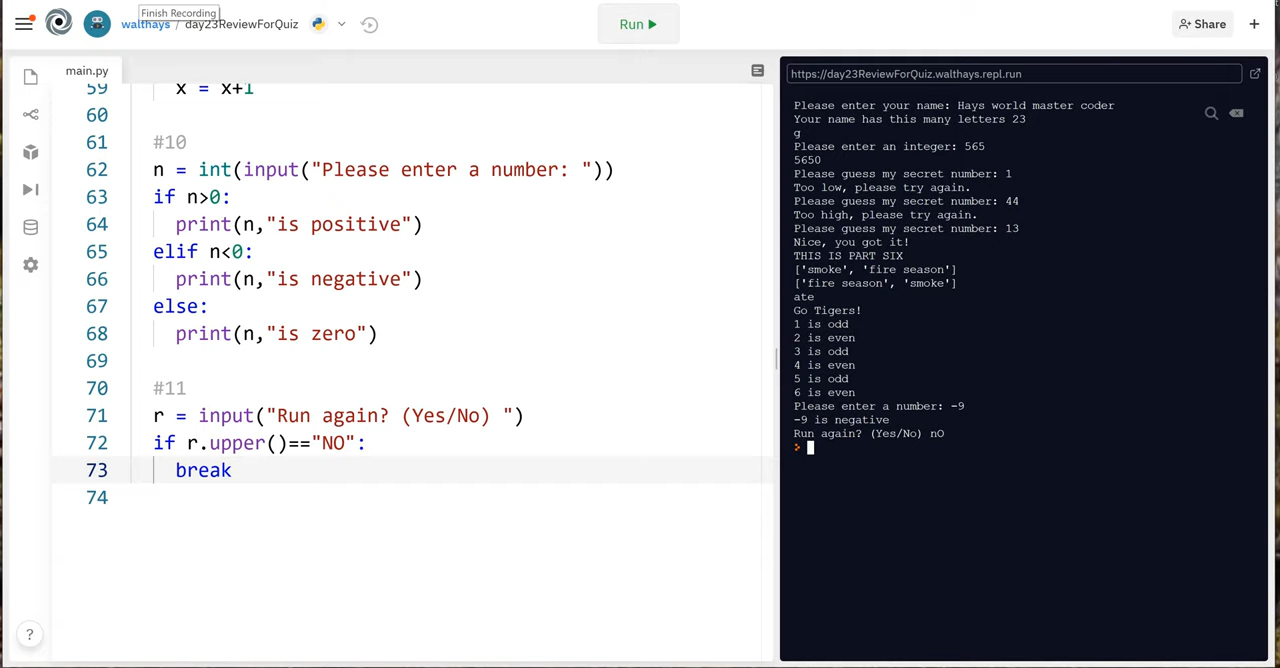 Finish Recording
walthays / day23ReviewForQuiz
Run
Share
+
main.py
59 x = x+1
60
61 #10
62 n = int(input("Please enter a number: "))
63 if n>0:
64 print(n,"is positive")
65 elif n<0:
66 print(n,"is negative")
67 else:
68 print(n,"is zero")
69
70 #11
71 r = input("Run again? (Yes/No) ")
72 if r.upper()=="NO":
73 break
74
?
https://day23ReviewForQuiz.walthays.repl.run
Please enter your name: Hays world master coder
Your name has this many letters 23
g
Please enter an integer: 565
5650
Please guess my secret number: 1
Too low, please try again.
Please guess my secret number: 44
Too high, please try again.
Please guess my secret number: 13
Nice, you got it!
THIS IS PART SIX
['smoke', 'fire season']
['fire season', 'smoke']
ate
Go Tigers!
1 is odd
2 is even
3 is odd
4 is even
5 is odd
6 is even
Please enter a number: -9
-9 is negative
Run again? (Yes/No) nO